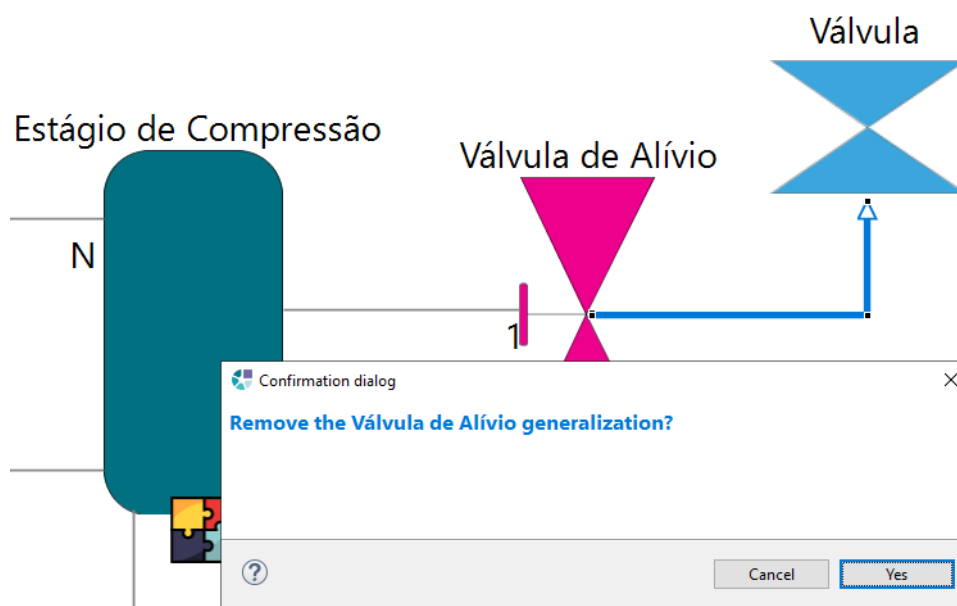 Válvula
Estágio de Compressão
Válvula de Alívio
N
1
Confirmation dialog
Remove the Válvula de Alívio generalization?
?
Cancel
Yes